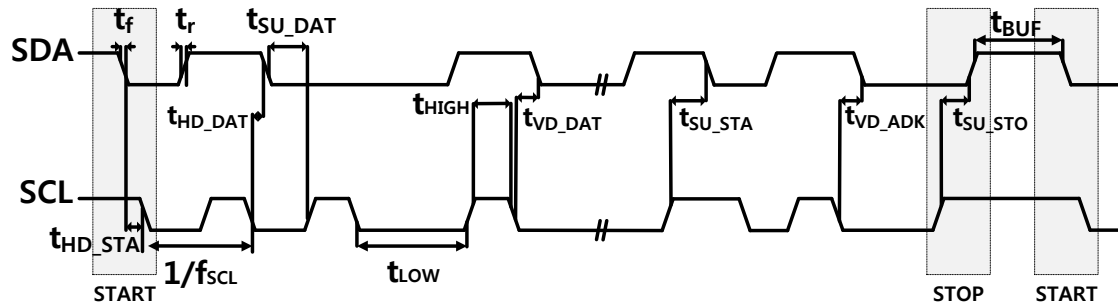 tf tr tSU_DAT tBUF
SDA
tHD_DAT tHIGH tVD_DAT tSU_STA tVD_ADK tSU_STO
SCL
tHD_STA
1/fSCL tLOW
START STOP START